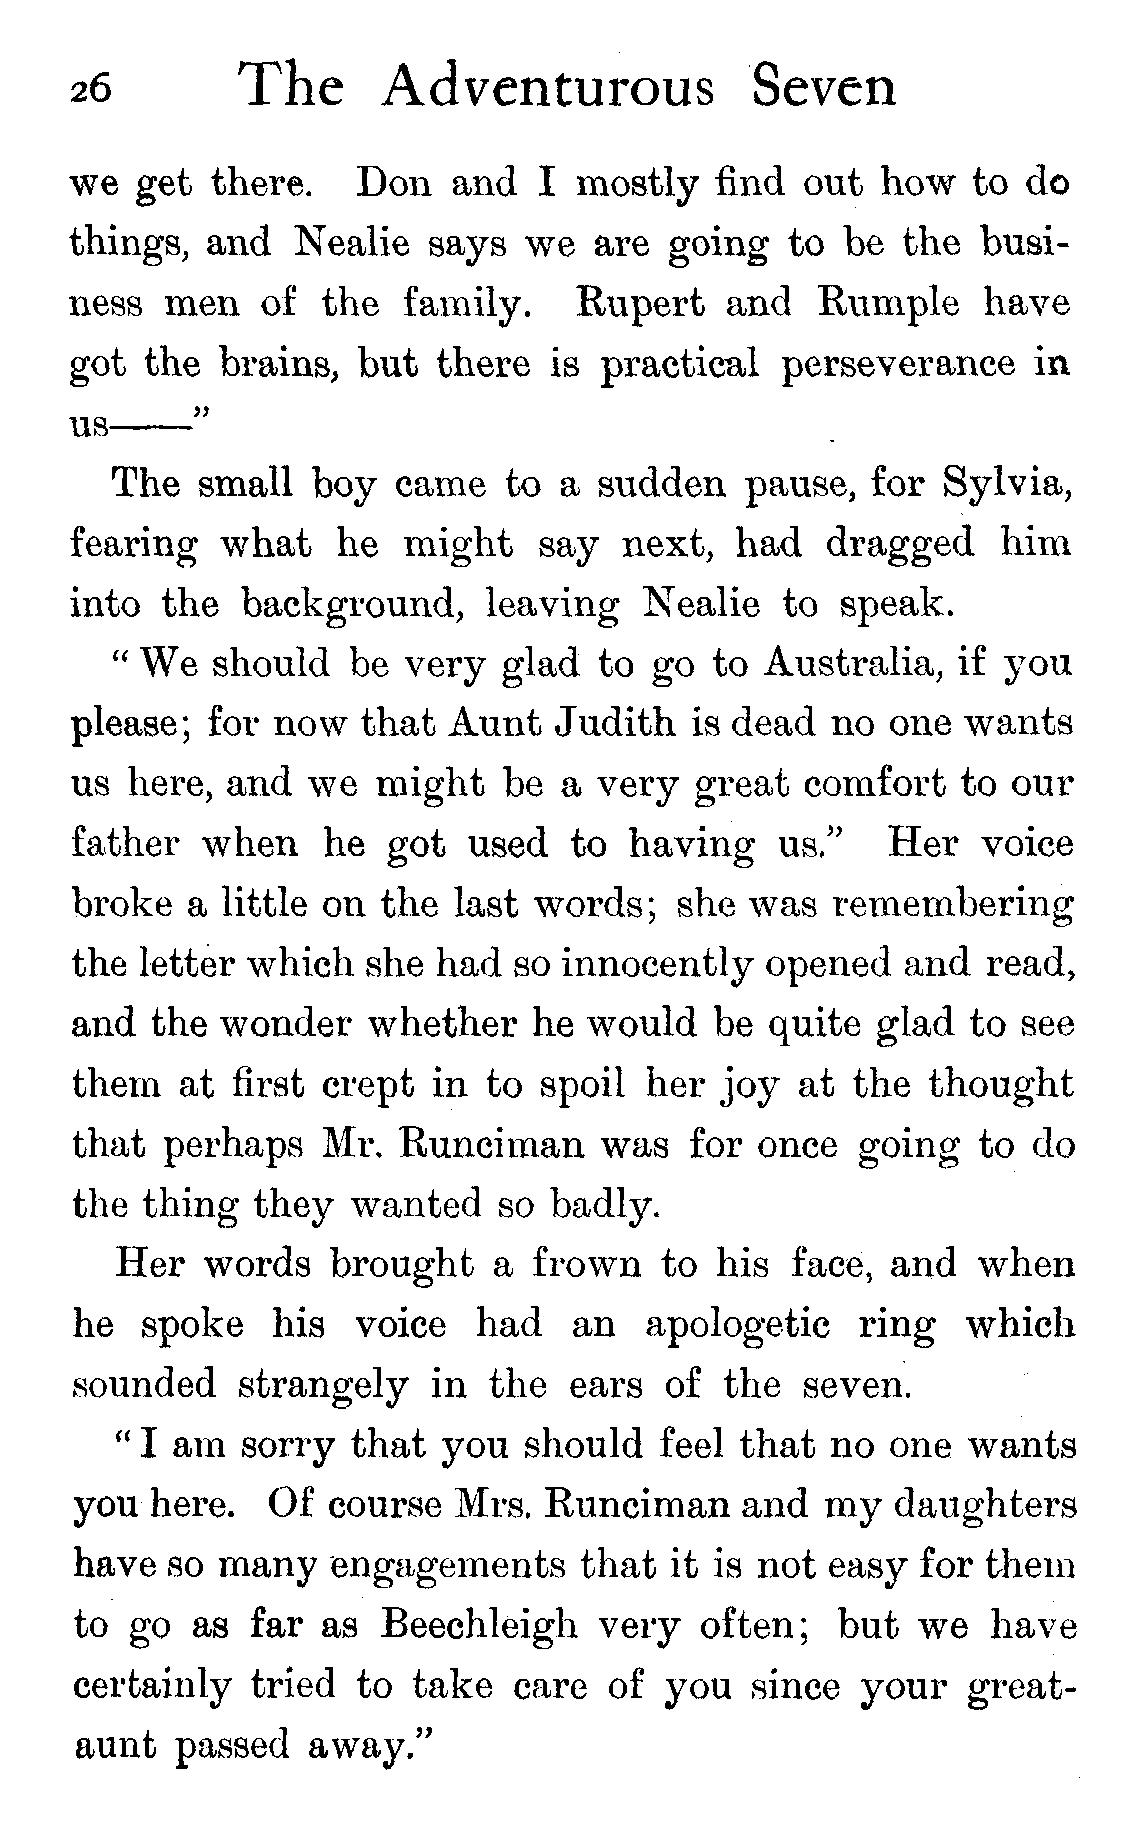 26 The Adventurous Seven
we get there. Don and I mostly find out how to do
things, and Nealie says we are going to be the busi-
ness men of the family. Rupert and Rumple have
got the brains, but there is practical perseverance in
us——”
The small boy came to a sudden pause, for Sylvia,
fearing what he might say next, had dragged him
into the background, leaving Nealie to speak.
“We should be very glad to go to Australia, if you
please; for now that Aunt Judith is dead no one wants
us here, and we might be a very great comfort to our
father when he got used to having us.” Her voice
broke a little on the last words; she was remembering
the letter which she had so innocently opened and read,
and the wonder whether he would be quite glad to see
them at first crept in to spoil her joy at the thought
that perhaps Mr. Runciman was for once going to do
the thing they wanted so badly.
Her words brought a frown to his face, and when
he spoke his voice had an apologetic ring which
sounded strangely in the ears of the seven.
“I am sorry that you should feel that no one wants
you here. Of course Mrs. Runciman and my daughters
have so many engagements that it is not easy for them
to go as far as Beechleigh very often; but we have
certainly tried to take care of you since your great-
aunt passed away.”